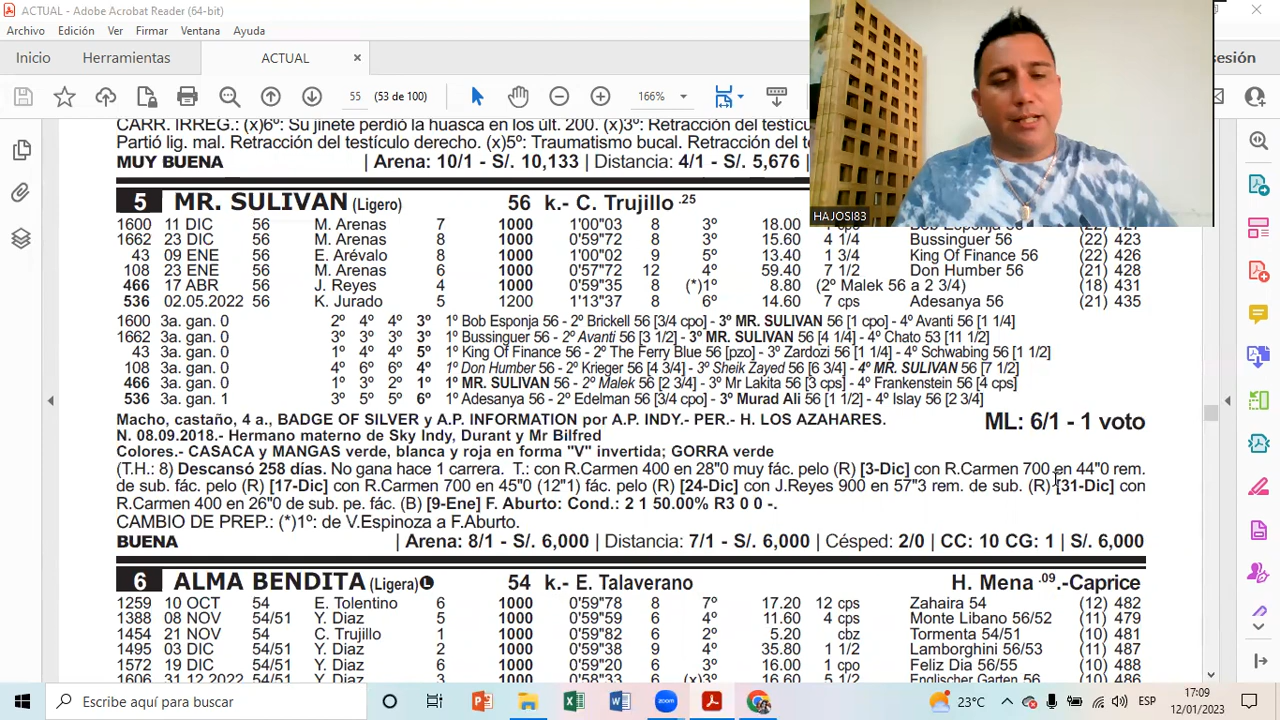 ACTUAL - Adobe Acrobat Reader (64-bit)
Archivo Edición Ver Firmar Ventana Ayuda
Inicio Herramientas ACTUAL × sesión
55 (53 de 100) 166%
CARR. IRREG.: (x)6º: Su jinete perdió la huasca en los últ. 200. (x)3º: Retracción del testícu
Partió lig. mal. Retracción del testículo derecho. (x)5º: Traumatismo bucal. Retracción d
MUY BUENA | Arena: 10/1 - S/. 10,133 | Distancia: 4/1 - S/. 5,676 |
HAJOSI83
5 MR. SULIVAN (Ligero) 56 k.- C. Trujillo .25
1600 11 DIC 56 M. Arenas 7 1000 1'00"03 8 3º 18.00
1662 23 DIC 56 M. Arenas 8 1000 0'59"72 8 3º 15.60 4 1/4 Bussinguer 56 (22) 423
43 09 ENE 56 E. Arévalo 8 1000 1'00"02 9 5º 13.40 1 3/4 King Of Finance 56 (22) 426
108 23 ENE 56 M. Arenas 6 1000 0'57"72 12 4º 59.40 7 1/2 Don Humber 56 (21) 428
466 17 ABR 56 J. Reyes 4 1000 0'59"35 8 (*)1º 8.80 (2º Malek 56 a 2 3/4) (18) 431
536 02.05.2022 56 K. Jurado 5 1200 1'13"37 8 6º 14.60 7 cps Adesanya 56 (21) 435
1600 3a. gan. 0 2º 4º 4º 3º 1º Bob Esponja 56 - 2º Brickell 56 [3/4 cpo] - 3º MR. SULIVAN 56 [1 cpo] - 4º Avanti 56 [1 1/4]
1662 3a. gan. 0 3º 3º 3º 3º 1º Bussinguer 56 - 2º Avanti 56 [3 1/2] - 3º MR. SULIVAN 56 [4 1/4] - 4º Chato 53 [11 1/2]
43 3a. gan. 0 1º 4º 4º 5º 1º King Of Finance 56 - 2º The Ferry Blue 56 [pzo] - 3º Zardozi 56 [1 1/4] - 4º Schwabing 56 [1 1/2]
108 3a. gan. 0 4º 6º 6º 4º 1º Don Humber 56 - 2º Krieger 56 [4 3/4] - 3º Sheik Zayed 56 [6 3/4] - 4º MR. SULIVAN 56 [7 1/2]
466 3a. gan. 0 1º 3º 2º 1º 1º MR. SULIVAN 56 - 2º Malek 56 [2 3/4] - 3º Mr Lakita 56 [3 cps] - 4º Frankenstein 56 [4 cps]
536 3a. gan. 1 3º 5º 5º 6º 1º Adesanya 56 - 2º Edelman 56 [3/4 cpo] - 3º Murad Ali 56 [1 1/2] - 4º Islay 56 [2 3/4]
Macho, castaño, 4 a., BADGE OF SILVER y A.P. INFORMATION por A.P. INDY.- PER.- H. LOS AZAHARES. ML: 6/1 - 1 voto
N. 08.09.2018.- Hermano materno de Sky Indy, Durant y Mr Bilfred
Colores.- CASACA y MANGAS verde, blanca y roja en forma "V" invertida; GORRA verde
(T.H.: 8) Descansó 258 días. No gana hace 1 carrera. T.: con R.Carmen 400 en 28"0 muy fác. pelo (R) [3-Dic] con R.Carmen 700 en 44"0 rem.
de sub. fác. pelo (R) [17-Dic] con R.Carmen 700 en 45"0 (12"1) fác. pelo (R) [24-Dic] con J.Reyes 900 en 57"3 rem. de sub. (R) [31-Dic] con
R.Carmen 400 en 26"0 de sub. pe. fác. (B) [9-Ene] F. Aburto: Cond.: 2 1 50.00% R3 0 0 -.
CAMBIO DE PREP.: (*)1º: de V.Espinoza a F.Aburto.
BUENA | Arena: 8/1 - S/. 6,000 | Distancia: 7/1 - S/. 6,000 | Césped: 2/0 | CC: 10 CG: 1 | S/. 6,000
6 ALMA BENDITA (Ligera) L 54 k.- E. Talaverano H. Mena .09.-Caprice
1259 10 OCT 54 E. Tolentino 6 1000 0'59"78 8 7º 17.20 12 cps Zahaira 54 (12) 482
1388 08 NOV 54/51 Y. Diaz 5 1000 0'59"59 6 4º 11.60 4 cps Monte Libano 56/52 (11) 479
1454 21 NOV 54 C. Trujillo 1 1000 0'59"82 6 2º 5.20 cbz Tormenta 54/51 (10) 481
1495 03 DIC 54/51 Y. Diaz 2 1000 0'58"10 9 4º 35.80 1 1/2 Lamborghini 56/53 (11) 487
1572 19 DIC 54/51 Y. Diaz 6 1000 0'59"20 6 3º 16.00 1 cpo Feliz Dia 56/55 (10) 488
1606 31.12.2022 54/51 Y. Diaz 6 1000 0'58"33 6 (x)3º 16.60 5 1/2 Englischer Garten 56 (10) 486
Escribe aquí para buscar
zoom
23°C
ESP
17:09
12/01/2023